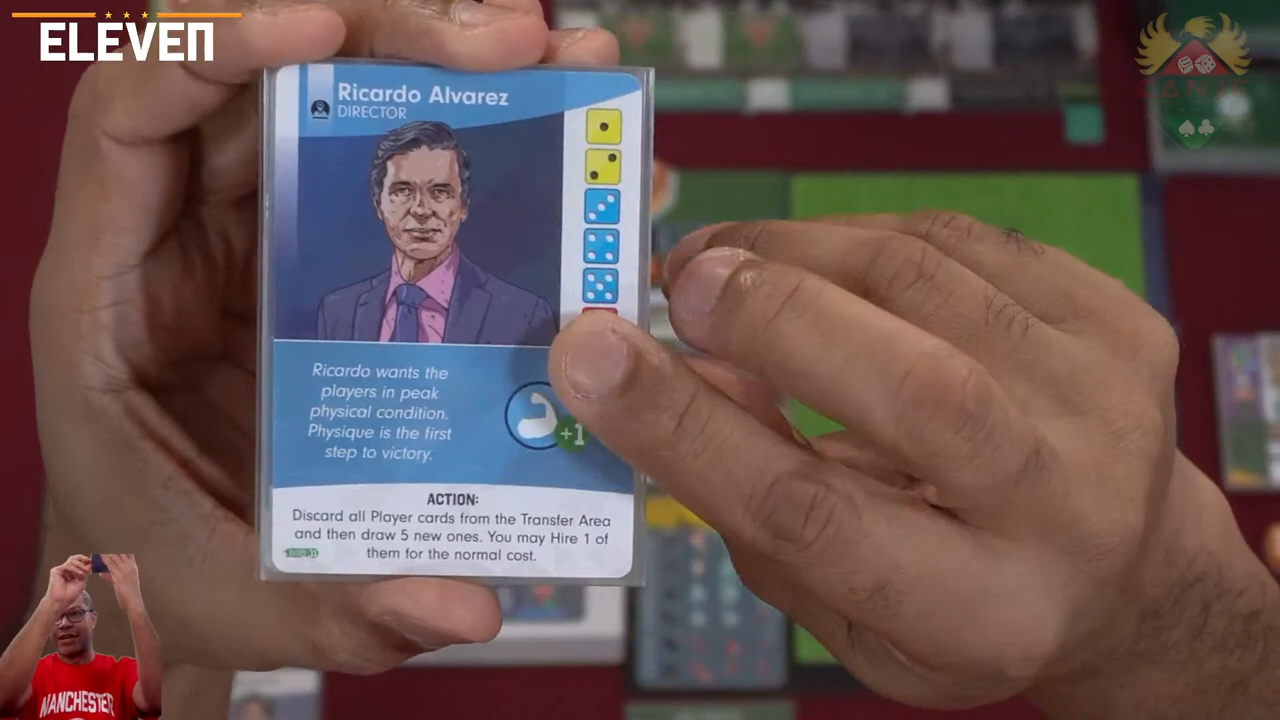 ELEVEN
Ricardo Alvarez
DIRECTOR
Ricardo wants the
players in peak
physical condition.
Physique is the first
step to victory.
+1
ACTION:
Discard all Player cards from the Transfer Area
and then draw 5 new ones. You may Hire 1 of
them for the normal cost.
MANCHESTER